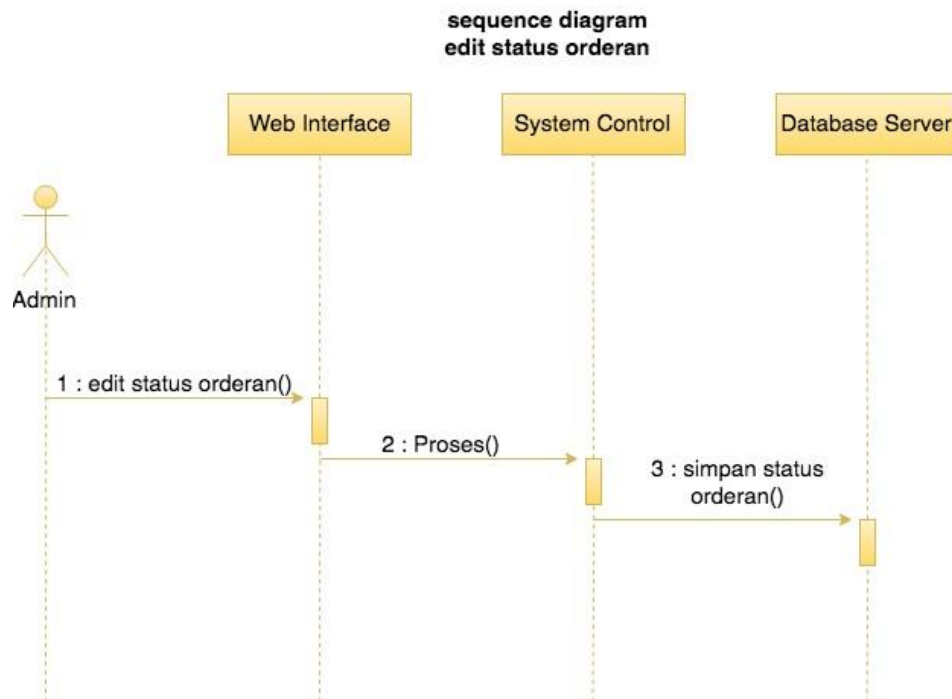 sequence diagram
edit status orderan
Web Interface
System Control
Database Server
Admin
1 : edit status orderan()
2 : Proses()
3 : simpan status
orderan()